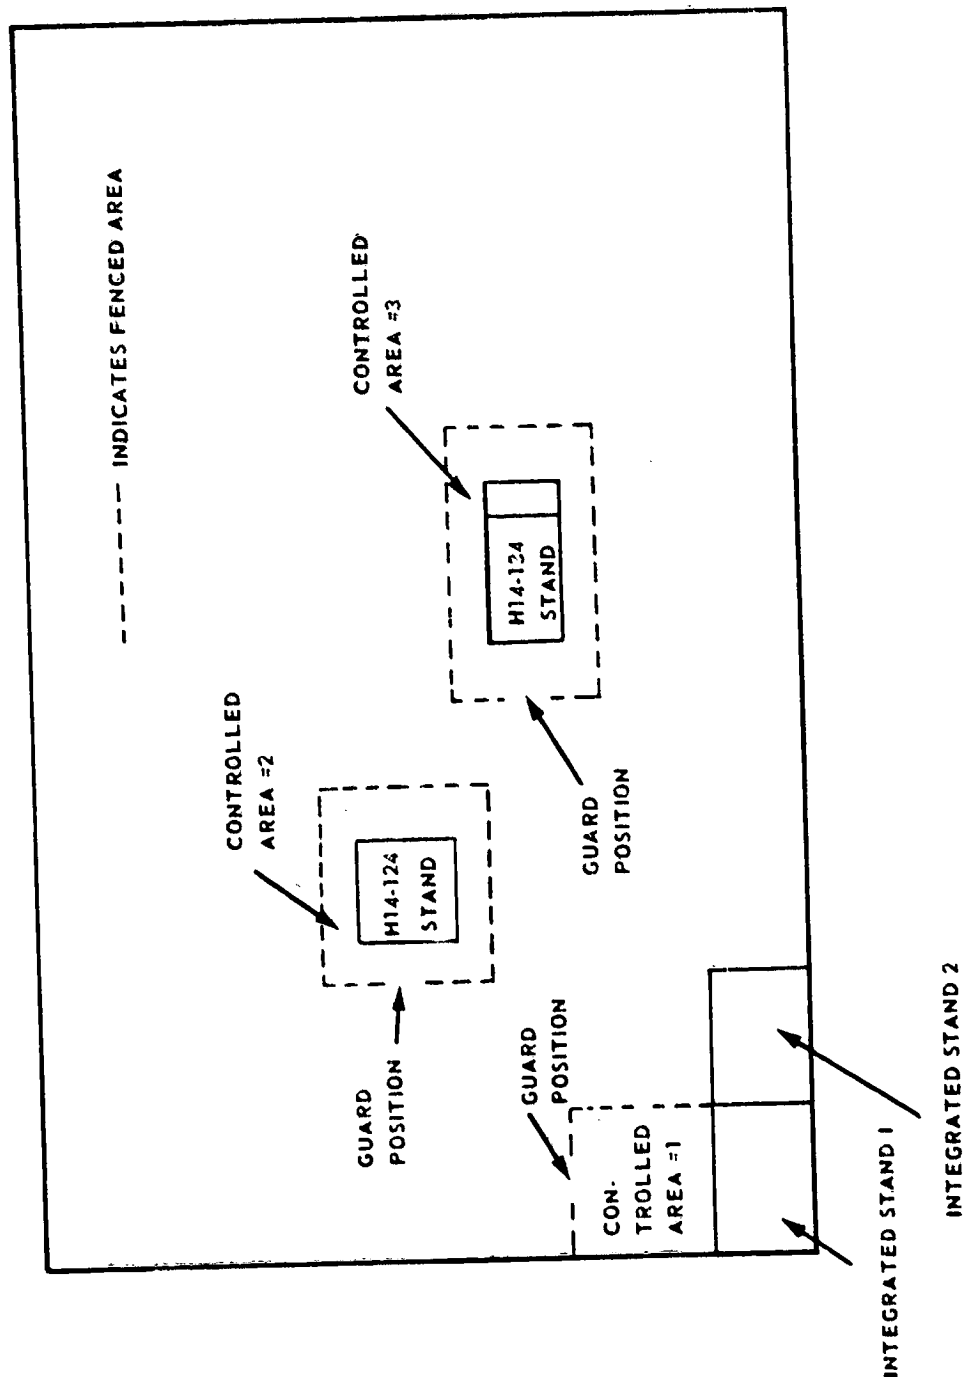 INDICATES FENCED AREA
CONTROLLED
AREA =3
H14-134
STAND
GUARD
POSITION
CONTROLLED
AREA =2
H14-124
STAND
GUARD
POSITION
GUARD
POSITION
CON-
TROLLED
AREA =1
INTEGRATED STAND 1
INTEGRATED STAND 2